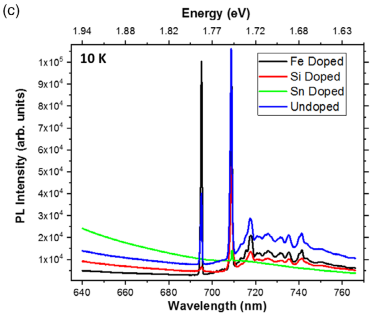 (c)
Energy (eV)
1.94 1.88 1.82 1.77 1.72 1.67 1.63
10 K
Fe Doped
Si Doped
Sn Doped
Undoped
PL Intensity (arb. units)
1x10⁵
9x10⁴
8x10⁴
7x10⁴
6x10⁴
5x10⁴
4x10⁴
3x10⁴
2x10⁴
1x10⁴
640 660 680 700 720 740 760
Wavelength (nm)